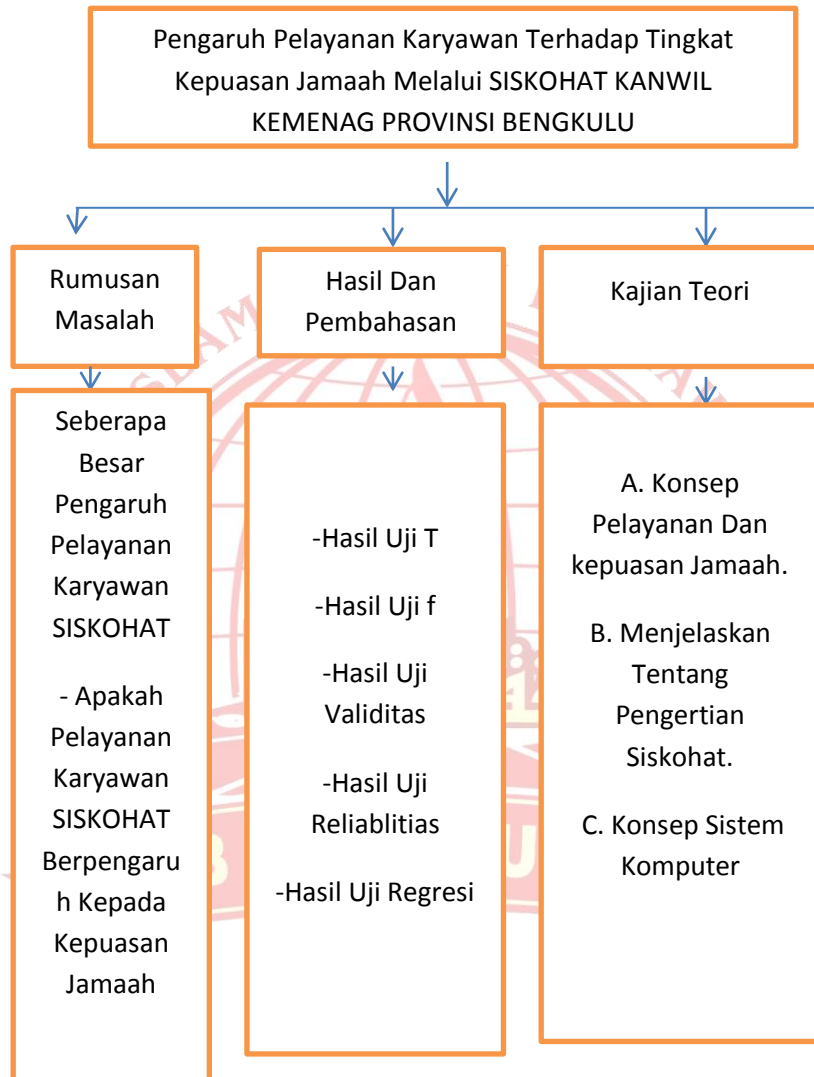 Pengaruh Pelayanan Karyawan Terhadap Tingkat
Kepuasan Jamaah Melalui SISKOHAT KANWIL
KEMENAG PROVINSI BENGKULU
Rumusan
Masalah
Hasil Dan
Pembahasan
Kajian Teori
Seberapa
Besar
Pengaruh
Pelayanan
Karyawan
SISKOHAT
- Apakah
Pelayanan
Karyawan
SISKOHAT
Berpengaru
h Kepada
Kepuasan
Jamaah
-Hasil Uji T
-Hasil Uji f
-Hasil Uji
Validitas
-Hasil Uji
Reliablitias
-Hasil Uji Regresi
A. Konsep
Pelayanan Dan
kepuasan Jamaah.
B. Menjelaskan
Tentang
Pengertian
Siskohat.
C. Konsep Sistem
Komputer